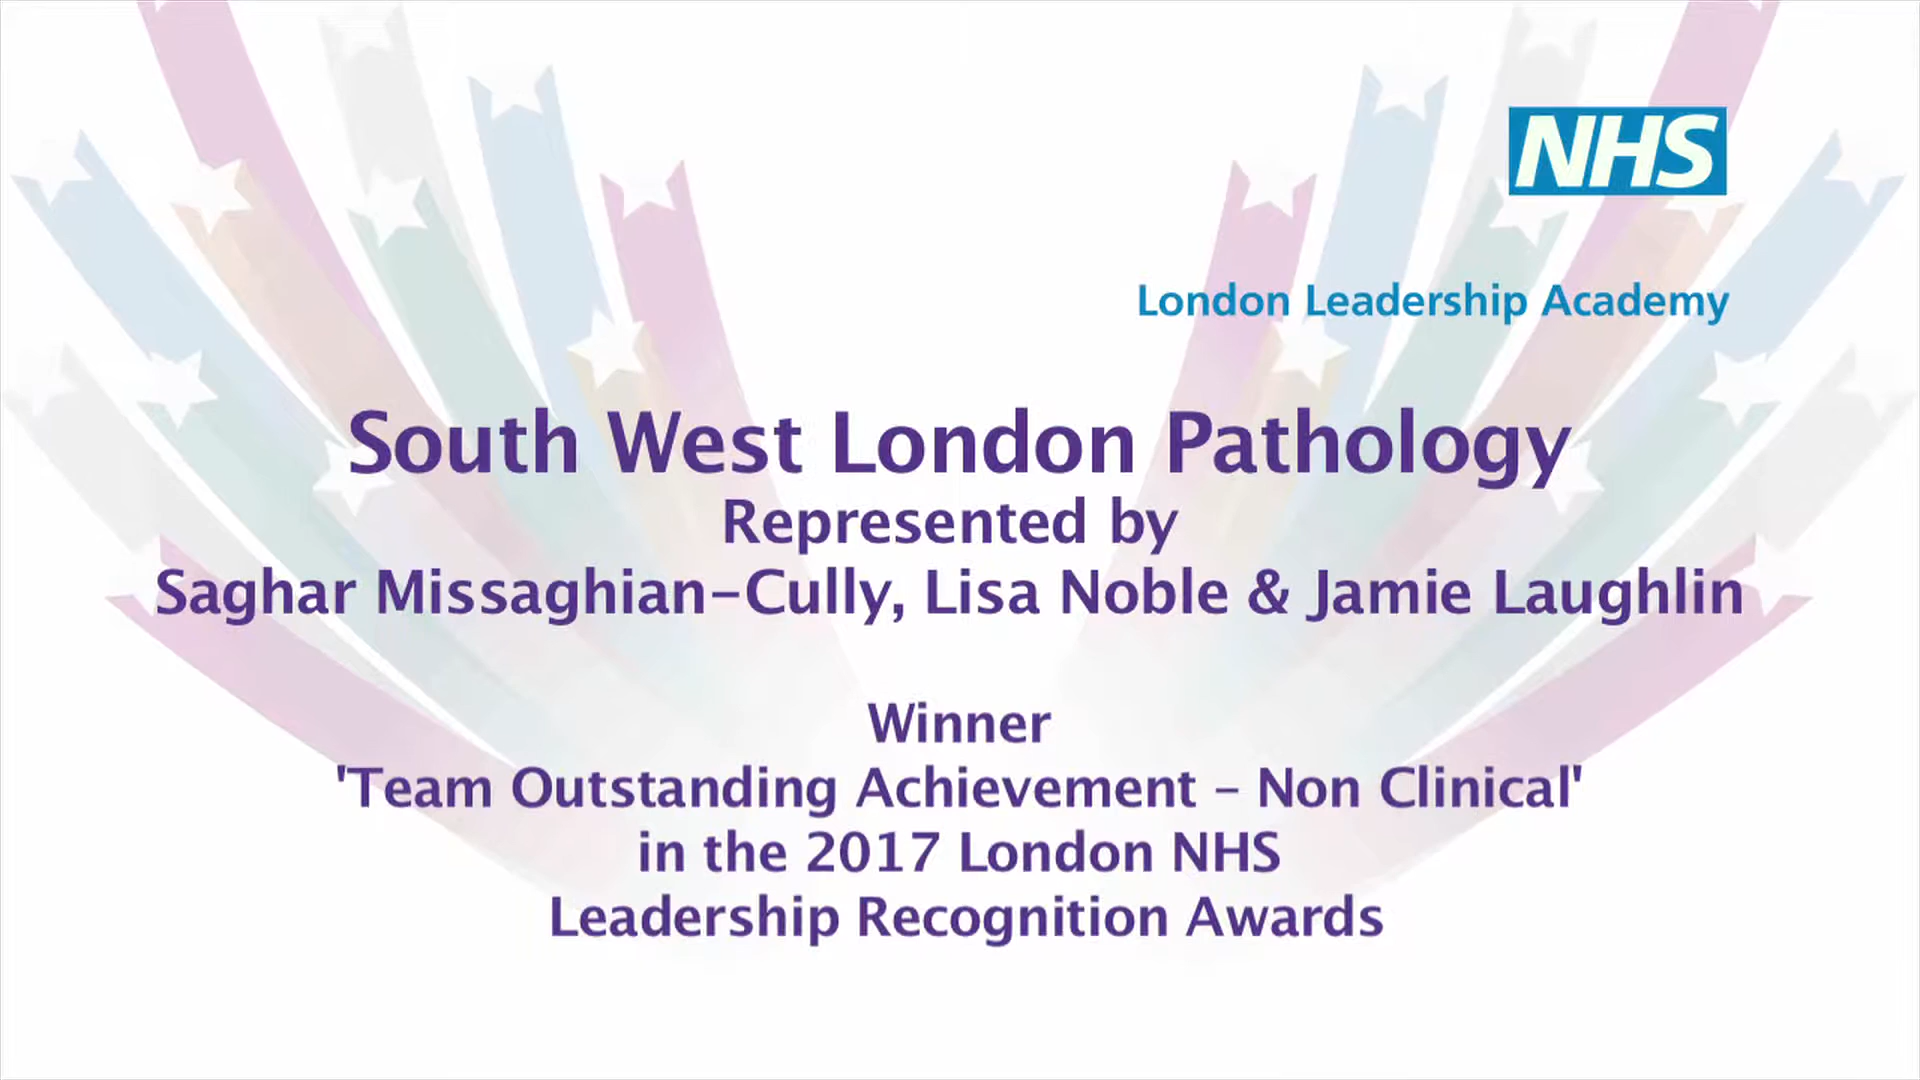 NHS
London Leadership Academy
South West London Pathology
Represented by
Saghar Missaghian-Cully, Lisa Noble & Jamie Laughlin
Winner
'Team Outstanding Achievement - Non Clinical'
in the 2017 London NHS
Leadership Recognition Awards